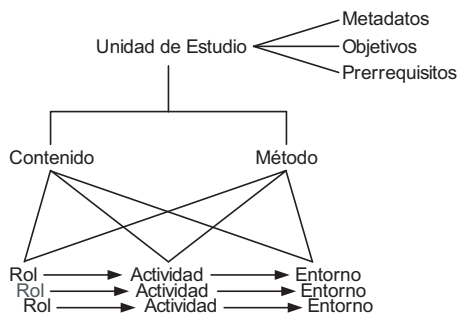 Metadatos
Unidad de Estudio Objetivos
Prerrequisitos
Contenido Método
Rol Actividad Entorno
Rol Actividad Entorno
Rol Actividad Entorno